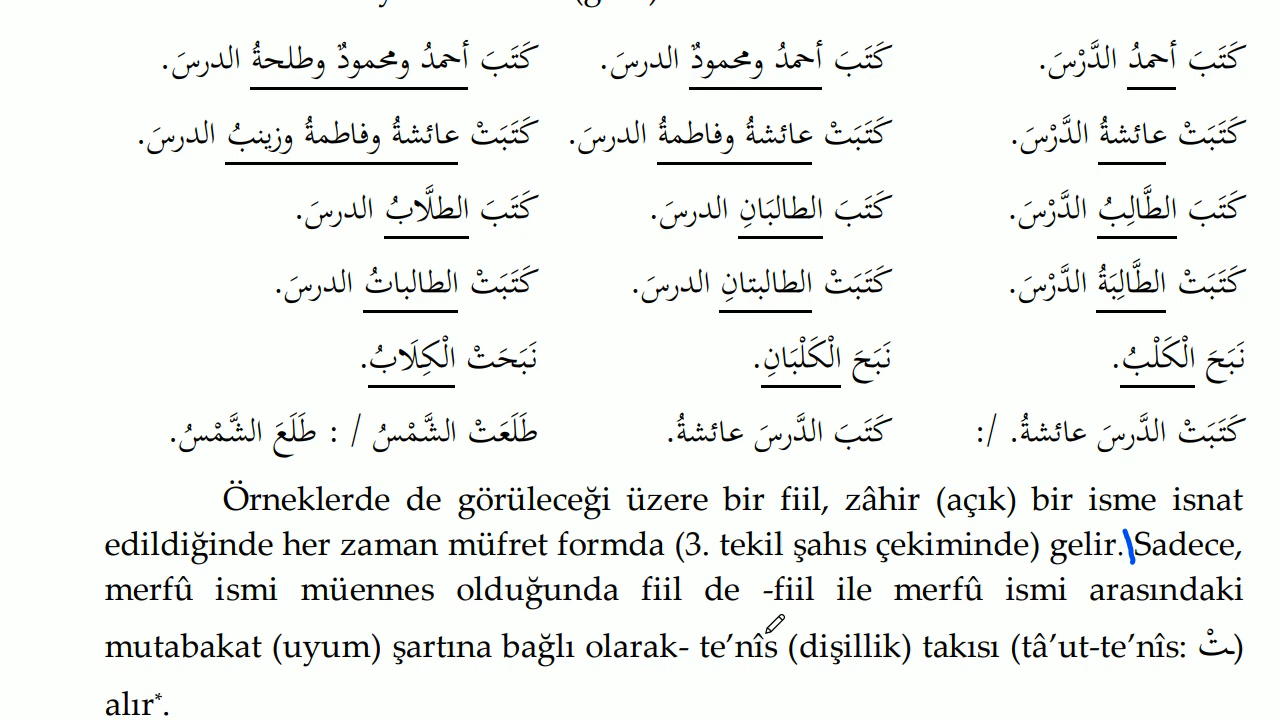 كَتَبَ أحمدُ الدَّرْسَ. كَتَبَ أحمدُ ومحمودٌ الدرسَ. كَتَبَ أحمدُ ومحمودٌ وطلحةُ الدرسَ.
كَتَبَتْ عائشةُ الدَّرْسَ. كَتَبَتْ عائشةُ وفاطمةُ الدرسَ. كَتَبَتْ عائشةُ وفاطمةُ وزينبُ الدرسَ.
كَتَبَ الطَّالِبُ الدَّرْسَ. كَتَبَ الطالبَانِ الدرسَ. كَتَبَ الطلَّابُ الدرسَ.
كَتَبَتْ الطَّالِبَةُ الدَّرْسَ. كَتَبَتْ الطالبتانِ الدرسَ. كَتَبَتْ الطالباتُ الدرسَ.
نَبَحَ الْكَلْبُ. نَبَحَ الْكَلْبَانِ. نَبَحَتْ الْكِلَابُ.
كَتَبَتْ الدَّرسَ عائشةُ. /: كَتَبَ الدَّرسَ عائشةُ. طَلَعَتْ الشَّمْسُ / : طَلَعَ الشَّمْسُ.
Örneklerde de görüleceği üzere bir fiil, zâhir (açık) bir isme isnat
edildiğinde her zaman müfret formda (3. tekil şahıs çekiminde) gelir. Sadece,
merfû ismi müennes olduğunda fiil de -fiil ile merfû ismi arasındaki
mutabakat (uyum) şartına bağlı olarak- te’nîs (dişillik) takısı (tâ’ut-te’nîs: ـتْ)
alır*.